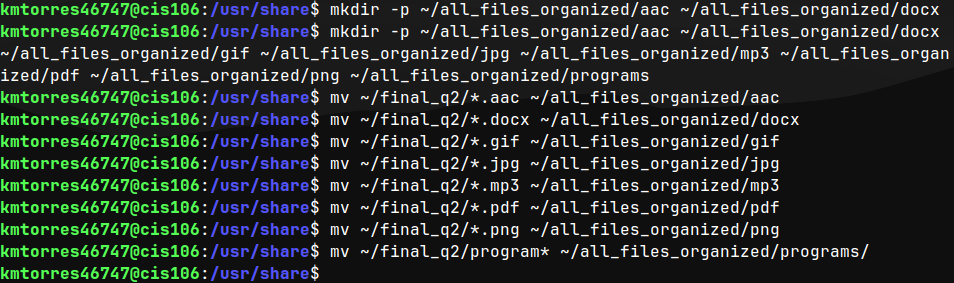 kmtorres46747@cis106:/usr/share$ mkdir -p ~/all_files_organized/aac ~/all_files_organized/docx
kmtorres46747@cis106:/usr/share$ mkdir -p ~/all_files_organized/aac ~/all_files_organized/docx
~/all_files_organized/gif ~/all_files_organized/jpg ~/all_files_organized/mp3 ~/all_files_organ
ized/pdf ~/all_files_organized/png ~/all_files_organized/programs
kmtorres46747@cis106:/usr/share$ mv ~/final_q2/*.aac ~/all_files_organized/aac
kmtorres46747@cis106:/usr/share$ mv ~/final_q2/*.docx ~/all_files_organized/docx
kmtorres46747@cis106:/usr/share$ mv ~/final_q2/*.gif ~/all_files_organized/gif
kmtorres46747@cis106:/usr/share$ mv ~/final_q2/*.jpg ~/all_files_organized/jpg
kmtorres46747@cis106:/usr/share$ mv ~/final_q2/*.mp3 ~/all_files_organized/mp3
kmtorres46747@cis106:/usr/share$ mv ~/final_q2/*.pdf ~/all_files_organized/pdf
kmtorres46747@cis106:/usr/share$ mv ~/final_q2/*.png ~/all_files_organized/png
kmtorres46747@cis106:/usr/share$ mv ~/final_q2/program* ~/all_files_organized/programs/
kmtorres46747@cis106:/usr/share$